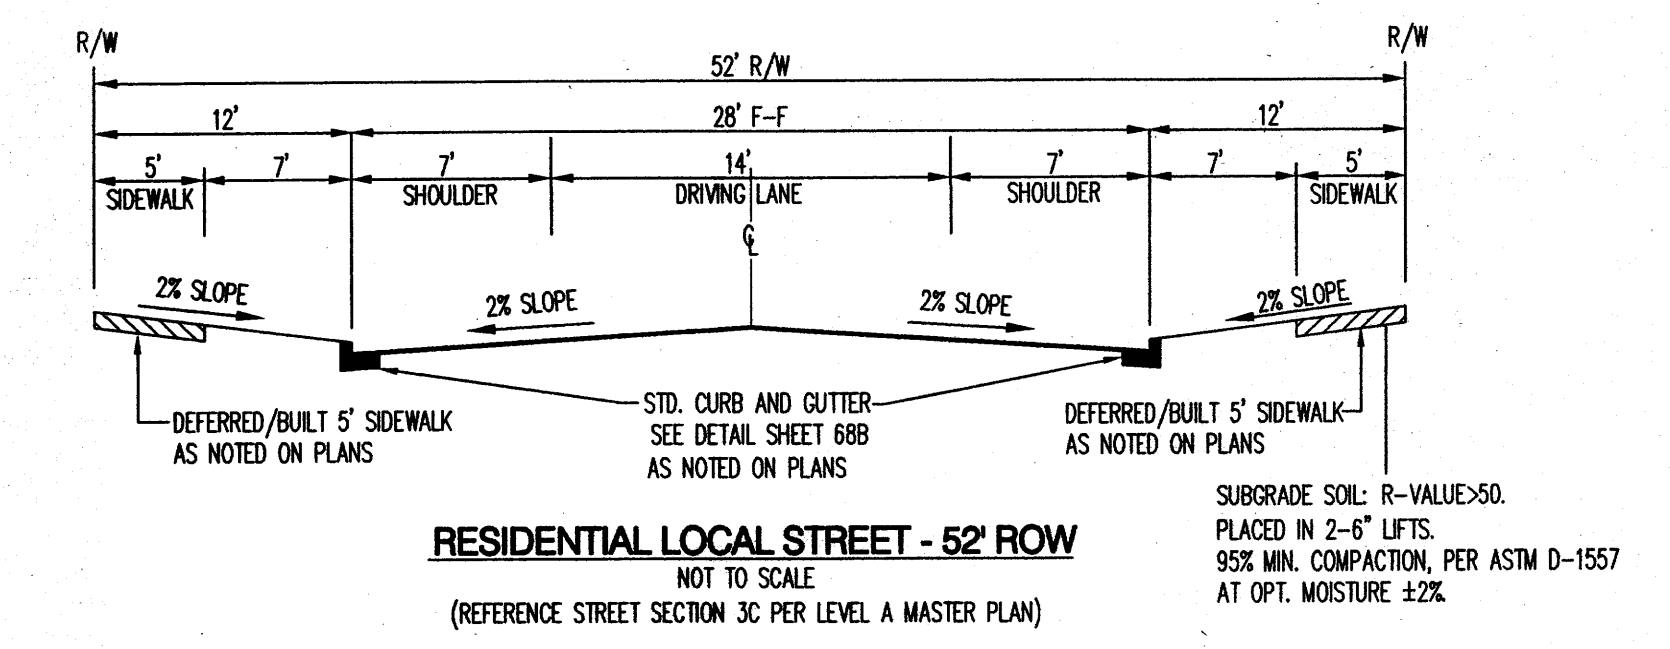 R/W
R/W
52' R/W
12'
28' F-F
12'
5'
7'
7'
14'
7'
7'
5'
SIDEWALK
SHOULDER
DRIVING LANE
SHOULDER
SIDEWALK
℄
2% SLOPE
2% SLOPE
2% SLOPE
2% SLOPE
DEFERRED/BUILT 5' SIDEWALK
AS NOTED ON PLANS
STD. CURB AND GUTTER
SEE DETAIL SHEET 68B
AS NOTED ON PLANS
DEFERRED/BUILT 5' SIDEWALK
AS NOTED ON PLANS
SUBGRADE SOIL: R-VALUE>50.
PLACED IN 2-6" LIFTS.
95% MIN. COMPACTION, PER ASTM D-1557
AT OPT. MOISTURE ±2%.
RESIDENTIAL LOCAL STREET - 52' ROW
NOT TO SCALE
(REFERENCE STREET SECTION 3C PER LEVEL A MASTER PLAN)